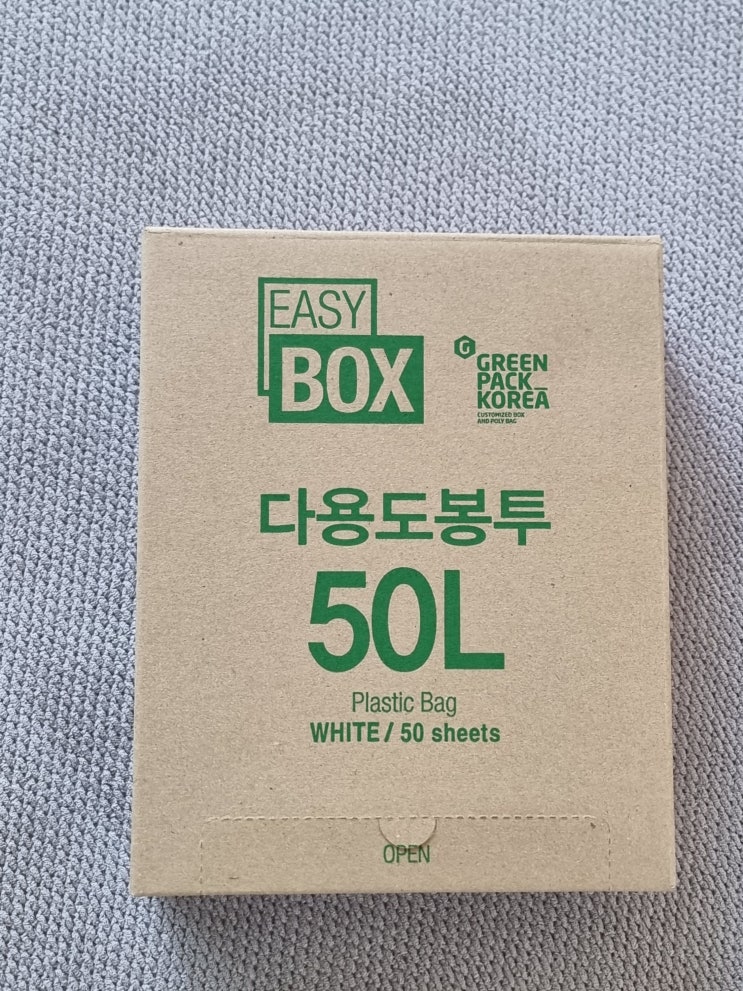 EASY
BOX
G
GREEN
PACK_
KOREA
CUSTOMIZED BOX
AND POLY BAG
다용도봉투
50L
Plastic Bag
WHITE / 50 sheets
OPEN